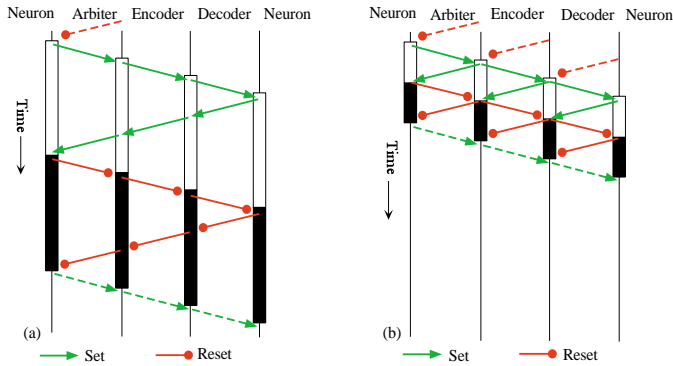 Neuron Arbiter Encoder Decoder Neuron
Time
(a)
Set Reset
Neuron Arbiter Encoder Decoder Neuron
Time
(b)
Set Reset